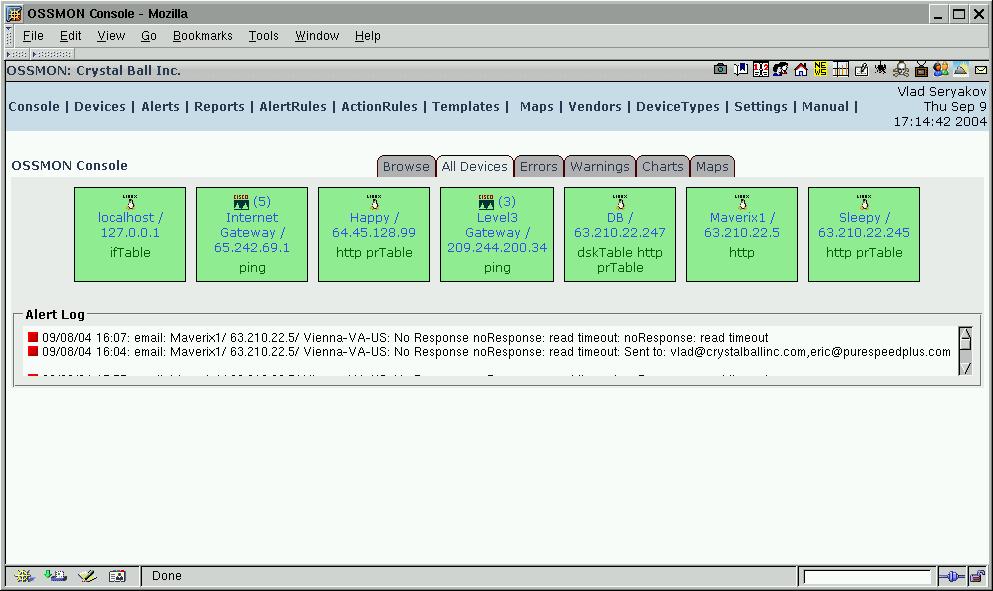 OSSMON Console - Mozilla
File Edit View Go Bookmarks Tools Window Help
OSSMON: Crystal Ball Inc.
Console | Devices | Alerts | Reports | AlertRules | ActionRules | Templates | Maps | Vendors | DeviceTypes | Settings | Manual |
Vlad Seryakov
Thu Sep 9
17:14:42 2004
OSSMON Console
Browse All Devices Errors Warnings Charts Maps
LINUX
localhost /
127.0.0.1
ifTable
CISCO (5)
Internet
Gateway /
65.242.69.1
ping
LINUX
Happy /
64.45.128.99
http prTable
CISCO (3)
Level3
Gateway /
209.244.200.34
ping
LINUX
DB /
63.210.22.247
dskTable http
prTable
LINUX
Maverix1 /
63.210.22.5
http
LINUX
Sleepy /
63.210.22.245
http prTable
Alert Log
09/08/04 16:07: email: Maverix1/ 63.210.22.5/ Vienna-VA-US: No Response noResponse: read timeout: noResponse: read timeout
09/08/04 16:04: email: Maverix1/ 63.210.22.5/ Vienna-VA-US: No Response noResponse: read timeout: Sent to: vlad@crystalballinc.com,eric@purespeedplus.com
Done